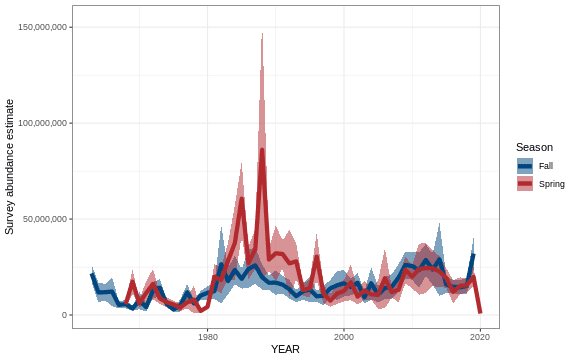 150,000,000
100,000,000
50,000,000
0
Survey abundance estimate
1980
2000
2020
YEAR
Season
Fall
Spring